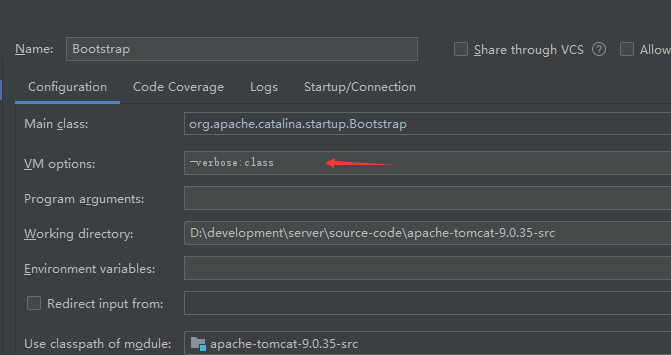 Name: Bootstrap Share through VCS ? Allow
Configuration Code Coverage Logs Startup/Connection
Main class: org.apache.catalina.startup.Bootstrap
VM options: -verbose:class
Program arguments:
Working directory: D:\development\server\source-code\apache-tomcat-9.0.35-src
Environment variables:
Redirect input from:
Use classpath of module: apache-tomcat-9.0.35-src